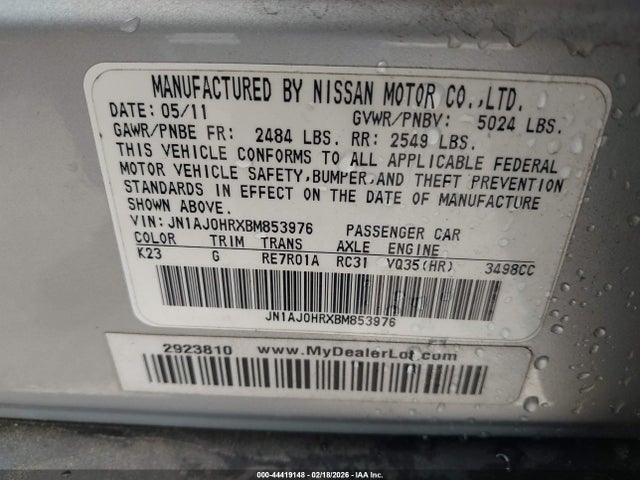 MANUFACTURED BY NISSAN MOTOR CO.,LTD.
DATE: 05/11 GVWR/PNBV: 5024 LBS.
GAWR/PNBE FR: 2484 LBS. RR: 2549 LBS.
THIS VEHICLE CONFORMS TO ALL APPLICABLE FEDERAL
MOTOR VEHICLE SAFETY, BUMPER, AND THEFT PREVENTION
STANDARDS IN EFFECT ON THE DATE OF MANUFACTURE
SHOWN ABOVE.
VIN: JN1AJ0HRXBM853976 PASSENGER CAR
COLOR TRIM TRANS AXLE ENGINE
K23 G RE7R01A RC31 VQ35(HR) 3498CC
JN1AJ0HRXBM853976
2923810 www.MyDealerLot.com
000-44419148 - 02/18/2026 - IAA Inc.